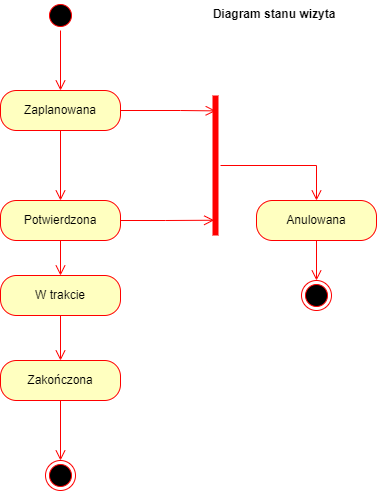 Diagram stanu wizyta
Zaplanowana
Potwierdzona
Anulowana
W trakcie
Zakończona